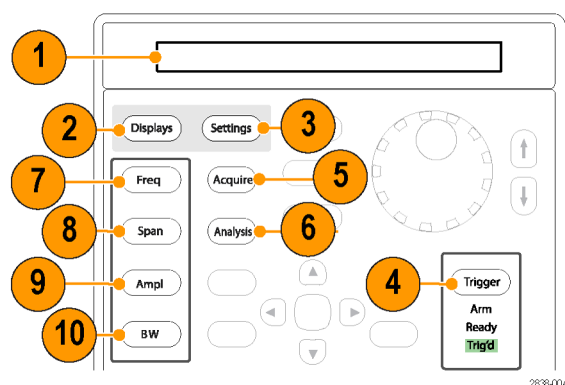 1
2
Displays
Settings
3
7
Freq
Acquire
5
8
Span
Analysis
6
9
Ampl
4
Trigger
10
BW
Arm
Ready
Trig'd